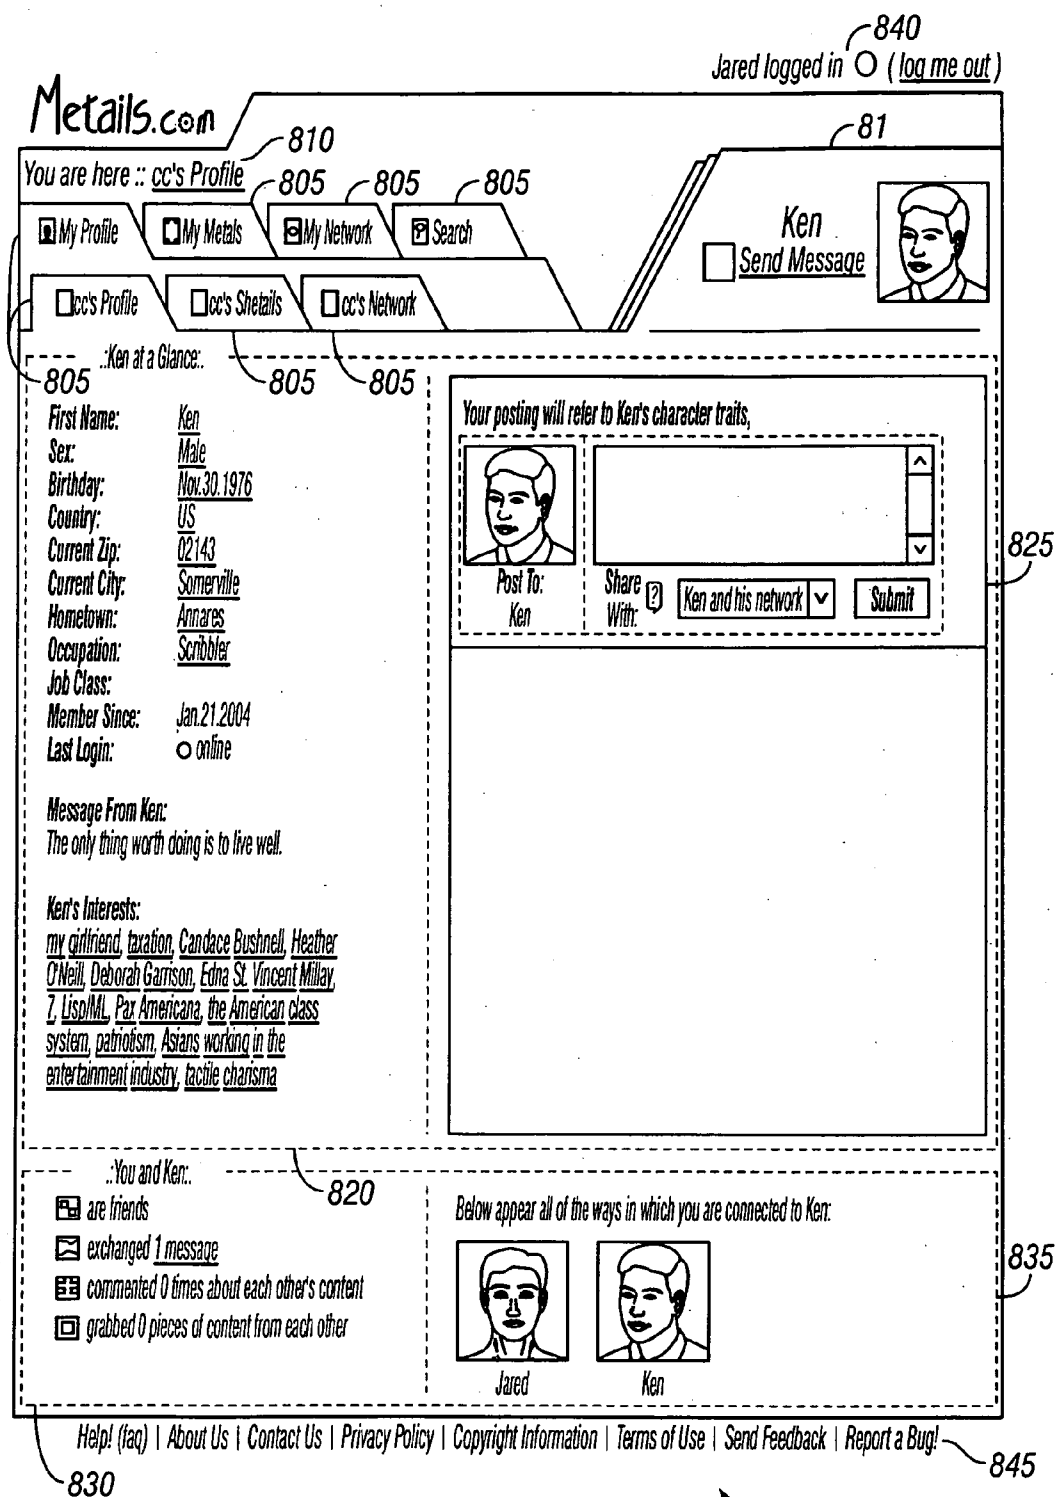 840
Jared logged in ( log me out )
Metails.com
810
81
You are here :: cc's Profile
805 805 805
My Profile My Metals My Network Search
Ken
Send Message
cc's Profile cc's Shetails cc's Network
.:Ken at a Glance:.
805 805 805
First Name: Ken
Sex: Male
Birthday: Nov.30.1976
Country: US
Current Zip: 02143
Current City: Somerville
Hometown: Annares
Occupation: Scribbler
Job Class:
Member Since: Jan.21.2004
Last Login: online
Message From Ken:
The only thing worth doing is to live well.
Ken's Interests:
my girlfriend, taxation, Candace Bushnell, Heather
O'Neill, Deborah Garrison, Edna St. Vincent Millay,
7, Lisp/ML, Pax Americana, the American class
system, patriotism, Asians working in the
entertainment industry, tactile charisma
Your posting will refer to Ken's character traits,
825
Post To:
Ken
Share
With:
?
Ken and his network
Submit
820
.:You and Ken:.
are friends
exchanged 1 message
commented 0 times about each other's content
grabbed 0 pieces of content from each other
Below appear all of the ways in which you are connected to Ken:
835
Jared Ken
Help! (faq) | About Us | Contact Us | Privacy Policy | Copyright Information | Terms of Use | Send Feedback | Report a Bug!
845
830